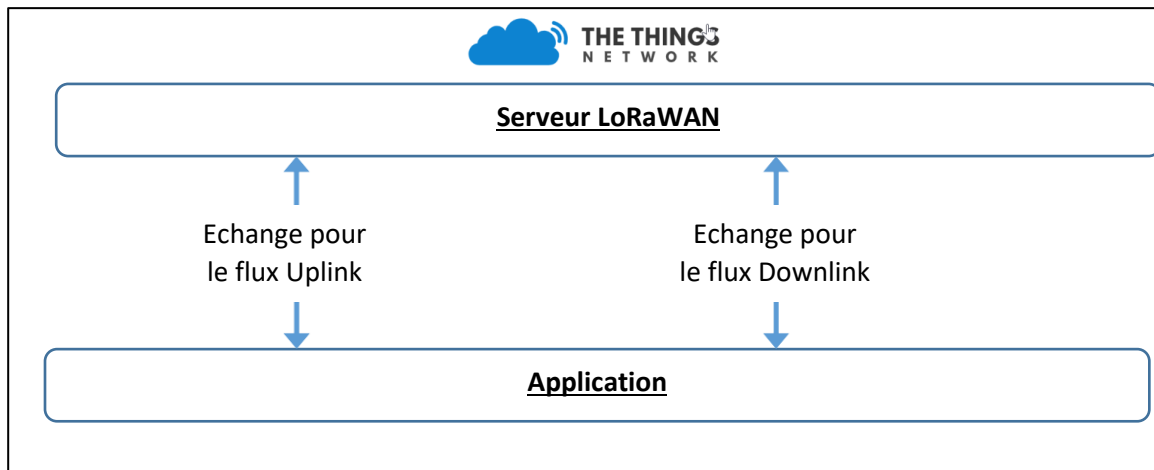 THE THINGS
NETWORK
Serveur LoRaWAN
Echange pour
le flux Uplink
Echange pour
le flux Downlink
Application